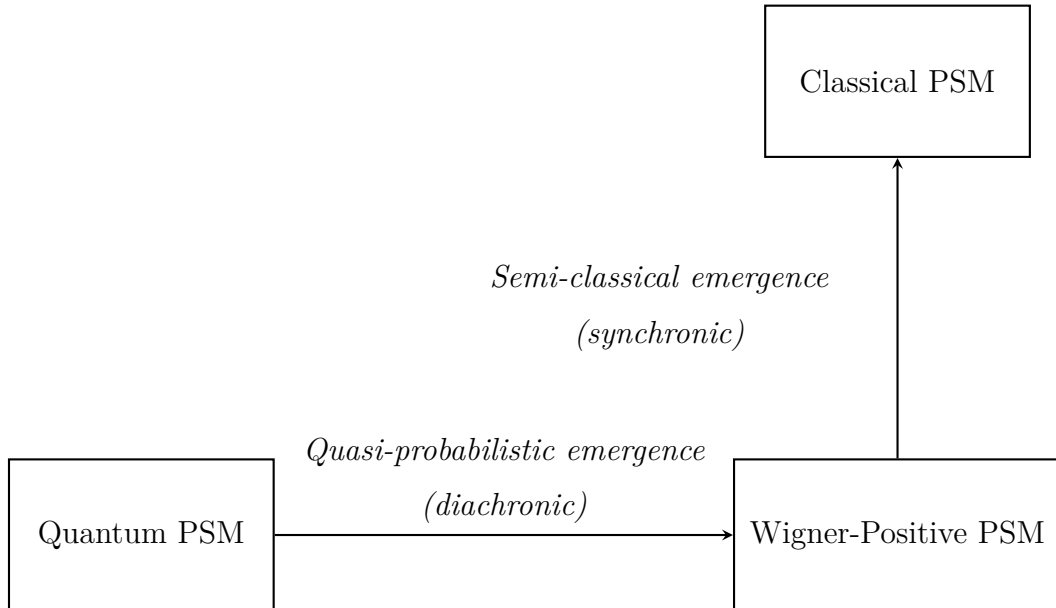 Classical PSM
Semi-classical emergence
(synchronic)
Quasi-probabilistic emergence
(diachronic)
Quantum PSM
Wigner-Positive PSM